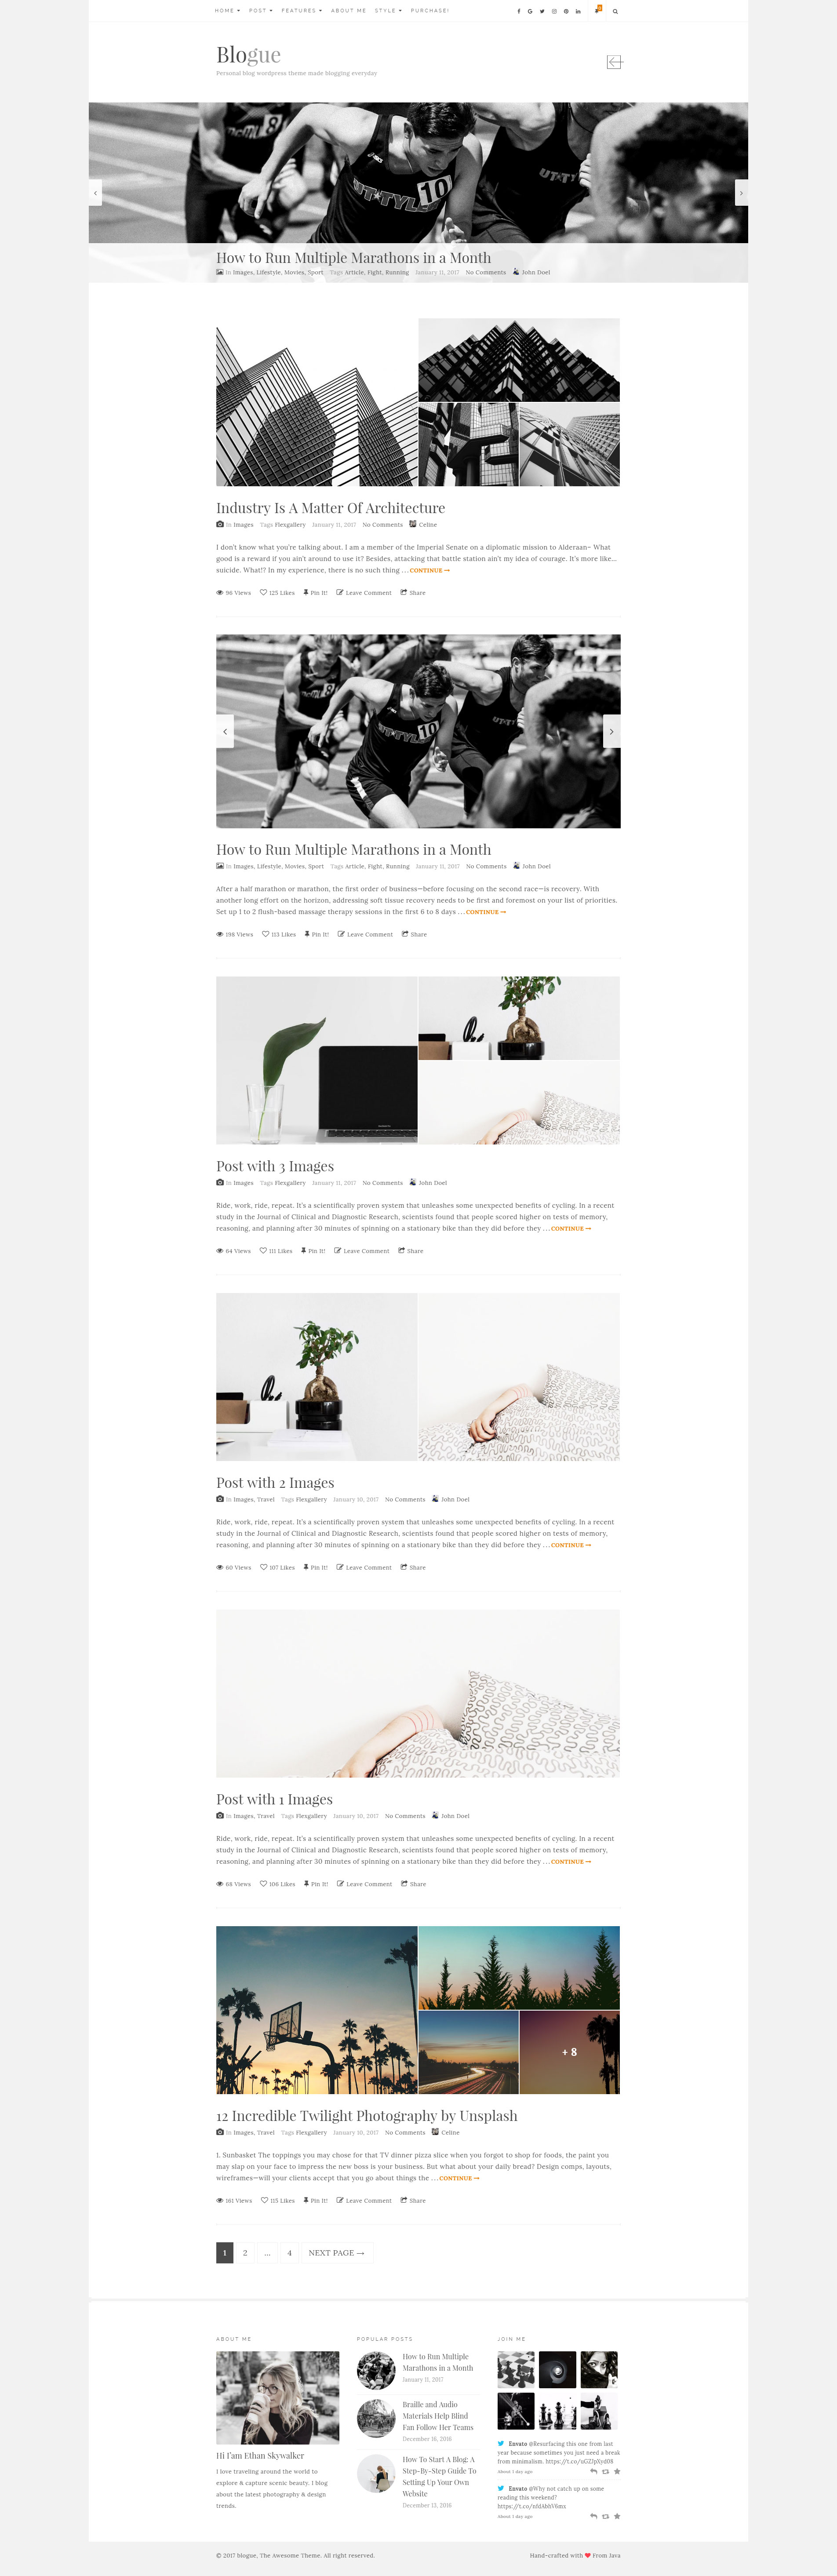 HOME POST FEATURES ABOUT ME STYLE PURCHASE!
Blogue
Personal blog wordpress theme made blogging everyday
UT-TYLER
10
How to Run Multiple Marathons in a Month
In Images, Lifestyle, Movies, Sport Tags Article, Fight, Running January 11, 2017 No Comments John Doel
Industry Is A Matter Of Architecture
In Images Tags Flexgallery January 11, 2017 No Comments Celine
I don't know what you're talking about. I am a member of the Imperial Senate on a diplomatic mission to Alderaan– What
good is a reward if you ain't around to use it? Besides, attacking that battle station ain't my idea of courage. It's more like…
suicide. What!? In my experience, there is no such thing . . . CONTINUE →
96 Views 125 Likes Pin It! Leave Comment Share
UT-TYLER
10
How to Run Multiple Marathons in a Month
In Images, Lifestyle, Movies, Sport Tags Article, Fight, Running January 11, 2017 No Comments John Doel
After a half marathon or marathon, the first order of business—before focusing on the second race—is recovery. With
another long effort on the horizon, addressing soft tissue recovery needs to be first and foremost on your list of priorities.
Set up 1 to 2 flush-based massage therapy sessions in the first 6 to 8 days . . . CONTINUE →
198 Views 113 Likes Pin It! Leave Comment Share
Post with 3 Images
In Images Tags Flexgallery January 11, 2017 No Comments John Doel
Ride, work, ride, repeat. It's a scientifically proven system that unleashes some unexpected benefits of cycling. In a recent
study in the Journal of Clinical and Diagnostic Research, scientists found that people scored higher on tests of memory,
reasoning, and planning after 30 minutes of spinning on a stationary bike than they did before they . . . CONTINUE →
64 Views 111 Likes Pin It! Leave Comment Share
Post with 2 Images
In Images, Travel Tags Flexgallery January 10, 2017 No Comments John Doel
Ride, work, ride, repeat. It's a scientifically proven system that unleashes some unexpected benefits of cycling. In a recent
study in the Journal of Clinical and Diagnostic Research, scientists found that people scored higher on tests of memory,
reasoning, and planning after 30 minutes of spinning on a stationary bike than they did before they . . . CONTINUE →
60 Views 107 Likes Pin It! Leave Comment Share
Post with 1 Images
In Images, Travel Tags Flexgallery January 10, 2017 No Comments John Doel
Ride, work, ride, repeat. It's a scientifically proven system that unleashes some unexpected benefits of cycling. In a recent
study in the Journal of Clinical and Diagnostic Research, scientists found that people scored higher on tests of memory,
reasoning, and planning after 30 minutes of spinning on a stationary bike than they did before they . . . CONTINUE →
68 Views 106 Likes Pin It! Leave Comment Share
+ 8
12 Incredible Twilight Photography by Unsplash
In Images, Travel Tags Flexgallery January 10, 2017 No Comments Celine
1. Sunbasket The toppings you may chose for that TV dinner pizza slice when you forgot to shop for foods, the paint you
may slap on your face to impress the new boss is your business. But what about your daily bread? Design comps, layouts,
wireframes—will your clients accept that you go about things the . . . CONTINUE →
161 Views 115 Likes Pin It! Leave Comment Share
1 2 … 4 NEXT PAGE →
ABOUT ME
Hi I'am Ethan Skywalker
I love traveling around the world to
explore & capture scenic beauty. I blog
about the latest photography & design
trends.
POPULAR POSTS
How to Run Multiple
Marathons in a Month
January 11, 2017
Braille and Audio
Materials Help Blind
Fan Follow Her Teams
December 16, 2016
How To Start A Blog: A
Step-By-Step Guide To
Setting Up Your Own
Website
December 13, 2016
JOIN ME
Envato @Resurfacing this one from last
year because sometimes you just need a break
from minimalism.
About 1 day ago
Envato @Why not catch up on some
reading this weekend?
About 1 day ago
© 2017 blogue, The Awesome Theme. All right reserved.
Hand-crafted with ❤ From Java